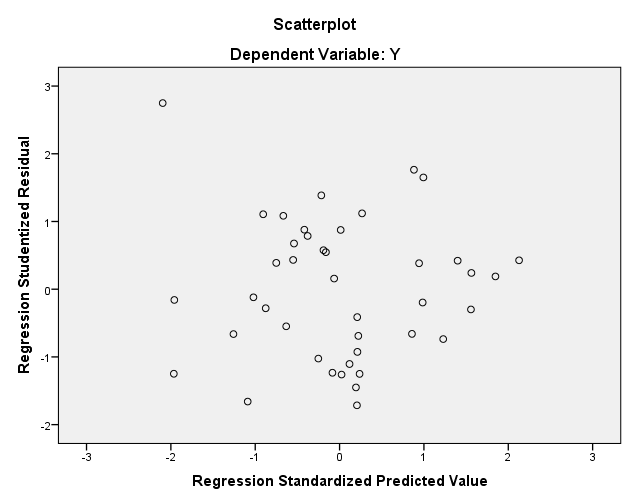 Scatterplot
Dependent Variable: Y
Regression Studentized Residual
3
2
1
0
-1
-2
-3 -2 -1 0 1 2 3
Regression Standardized Predicted Value